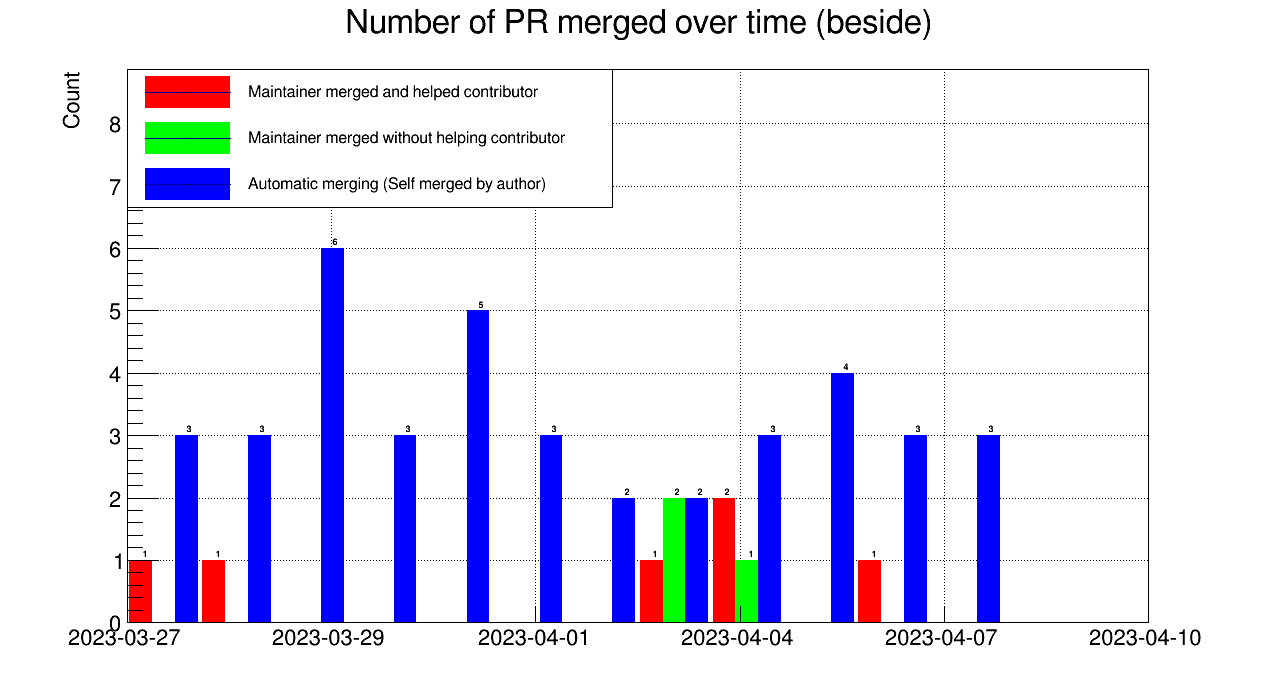 Number of PR merged over time (beside)
Count
Maintainer merged and helped contributor
Maintainer merged without helping contributor
Automatic merging (Self merged by author)
8
7
6
5
4
3
2
1
0
1 3 1 3 6 3 5 3 2 1 2 2 2 1 3 4 1 3 3
2023-03-27 2023-03-29 2023-04-01 2023-04-04 2023-04-07 2023-04-10